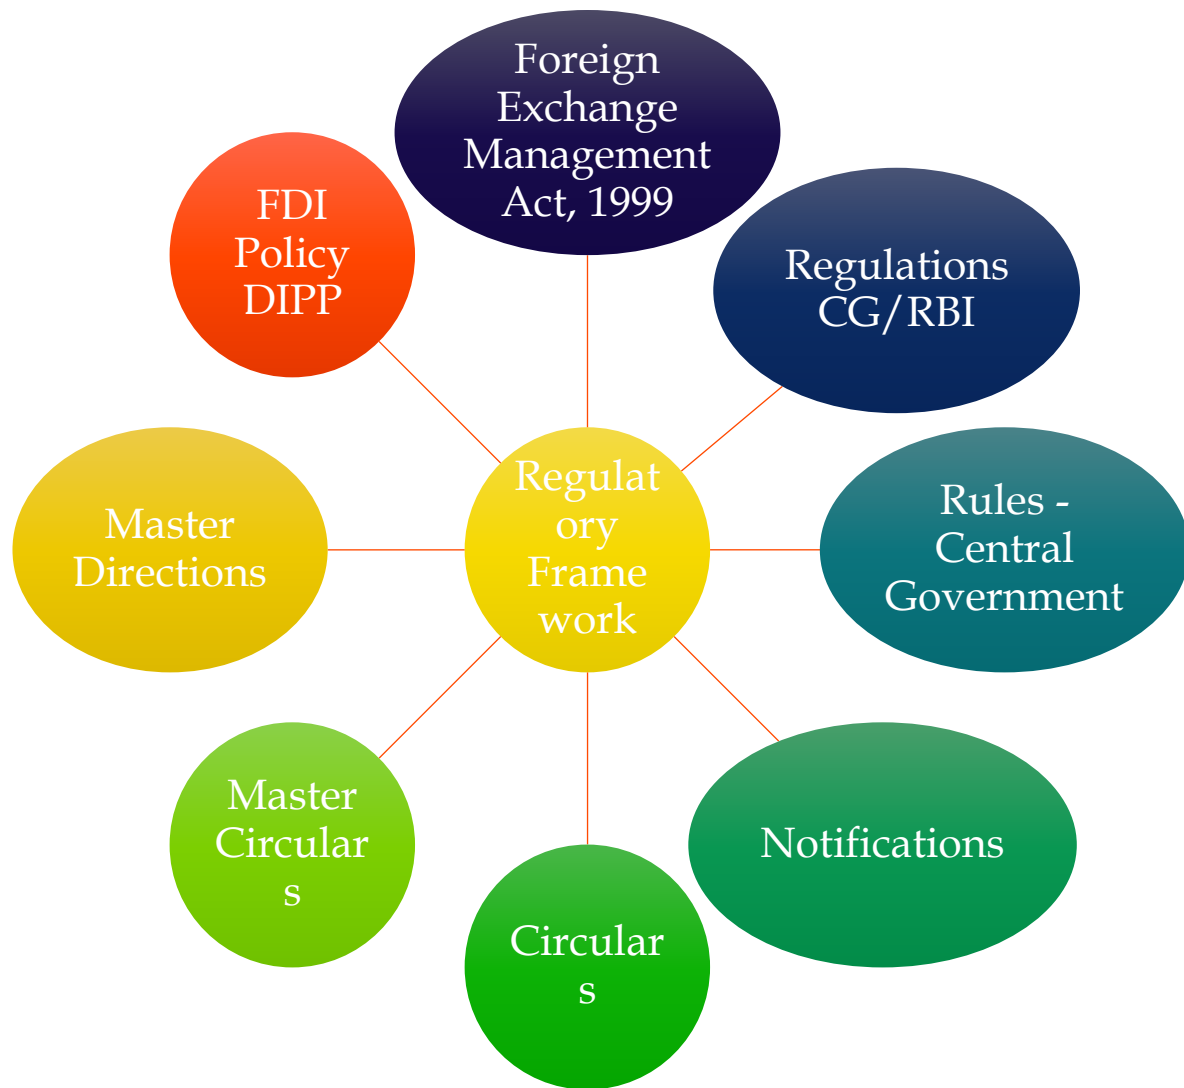 Foreign
Exchange
Management
Act, 1999
Regulations
CG/RBI
Rules -
Central
Government
Notifications
Circular
s
Master
Circular
s
Master
Directions
FDI
Policy
DIPP
Regulat
ory
Frame
work